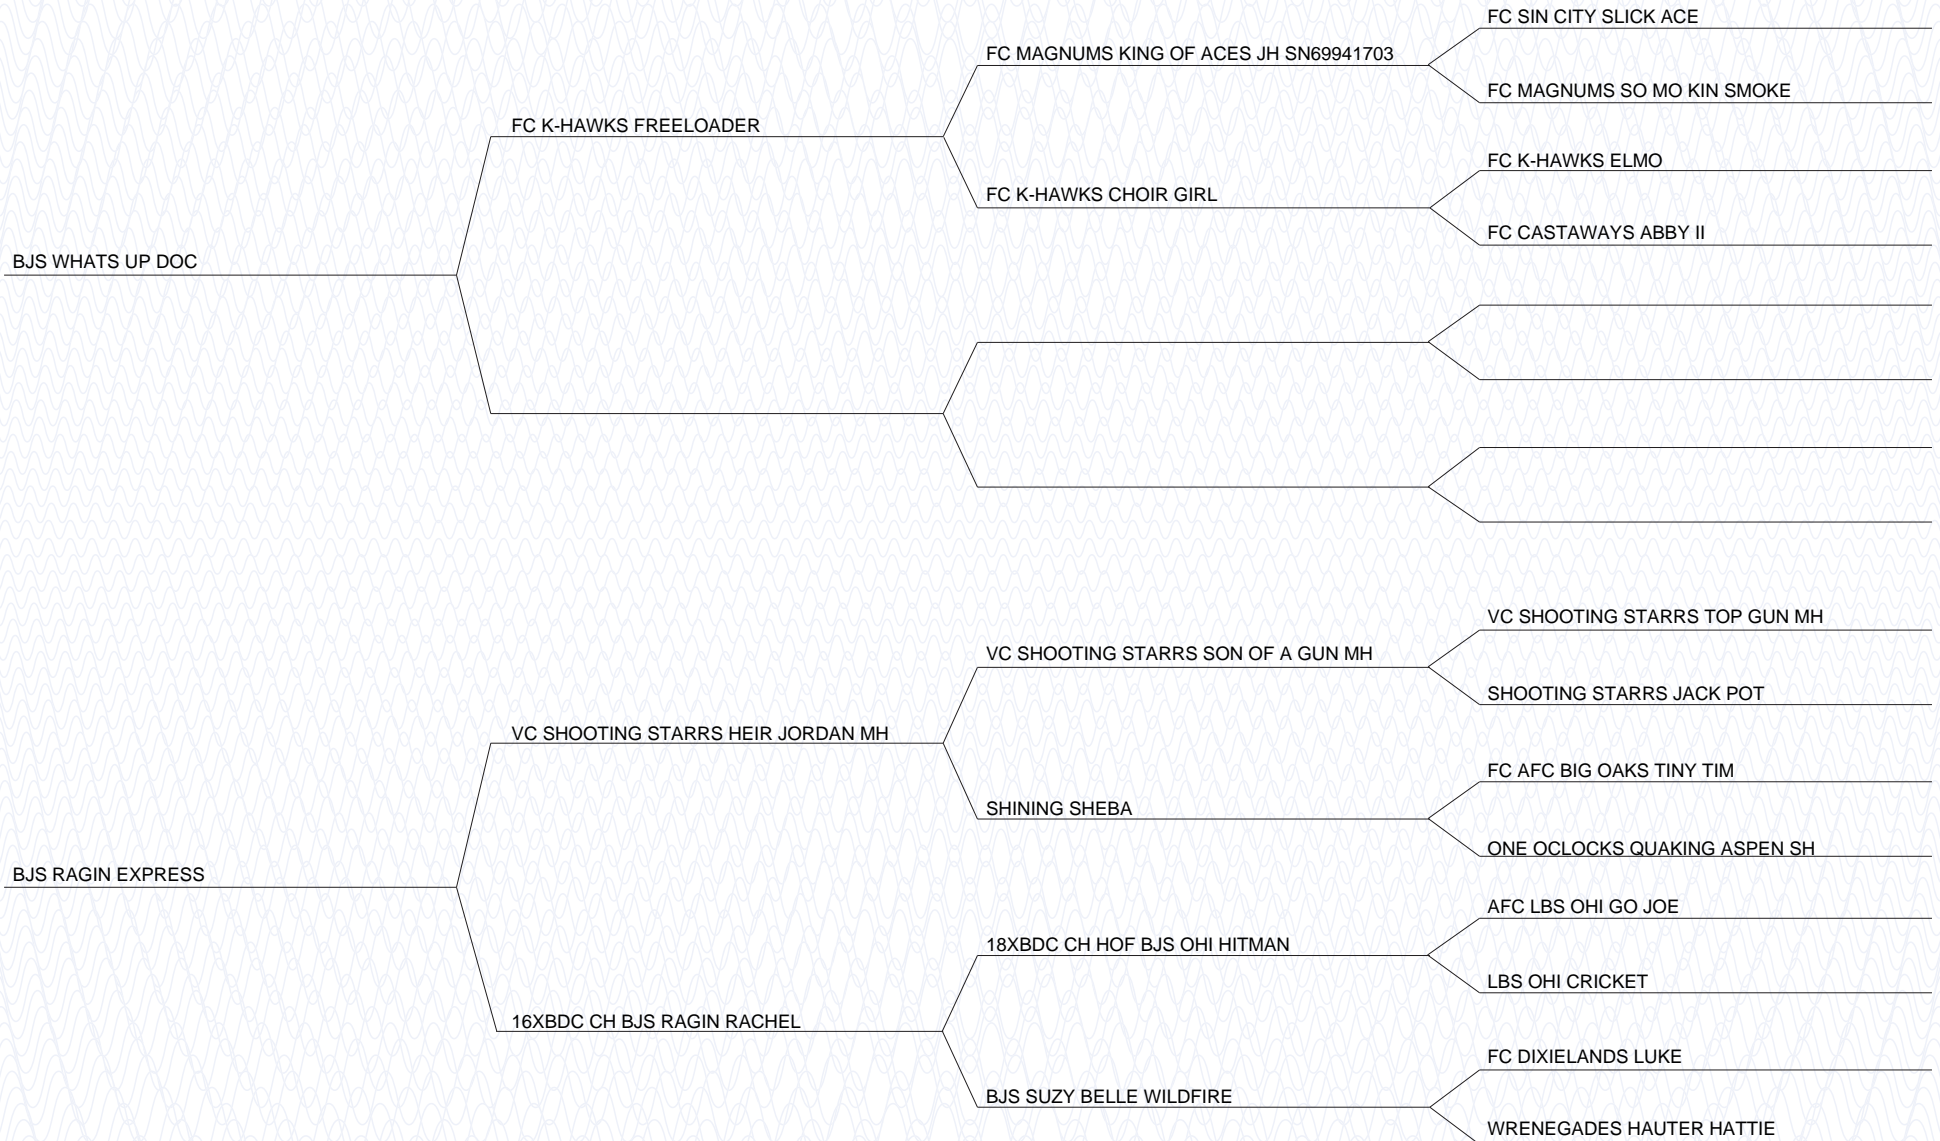 FC SIN CITY SLICK ACE
FC MAGNUMS KING OF ACES JH SN69941703
FC MAGNUMS SO MO KIN SMOKE
FC K-HAWKS FREELOADER
FC K-HAWKS ELMO
FC K-HAWKS CHOIR GIRL
FC CASTAWAYS ABBY II
BJS WHATS UP DOC
VC SHOOTING STARRS TOP GUN MH
VC SHOOTING STARRS SON OF A GUN MH
SHOOTING STARRS JACK POT
VC SHOOTING STARRS HEIR JORDAN MH
FC AFC BIG OAKS TINY TIM
SHINING SHEBA
ONE OCLOCKS QUAKING ASPEN SH
BJS RAGIN EXPRESS
AFC LBS OHI GO JOE
18XBDC CH HOF BJS OHI HITMAN
LBS OHI CRICKET
16XBDC CH BJS RAGIN RACHEL
FC DIXIELANDS LUKE
BJS SUZY BELLE WILDFIRE
WRENEGADES HAUTER HATTIE